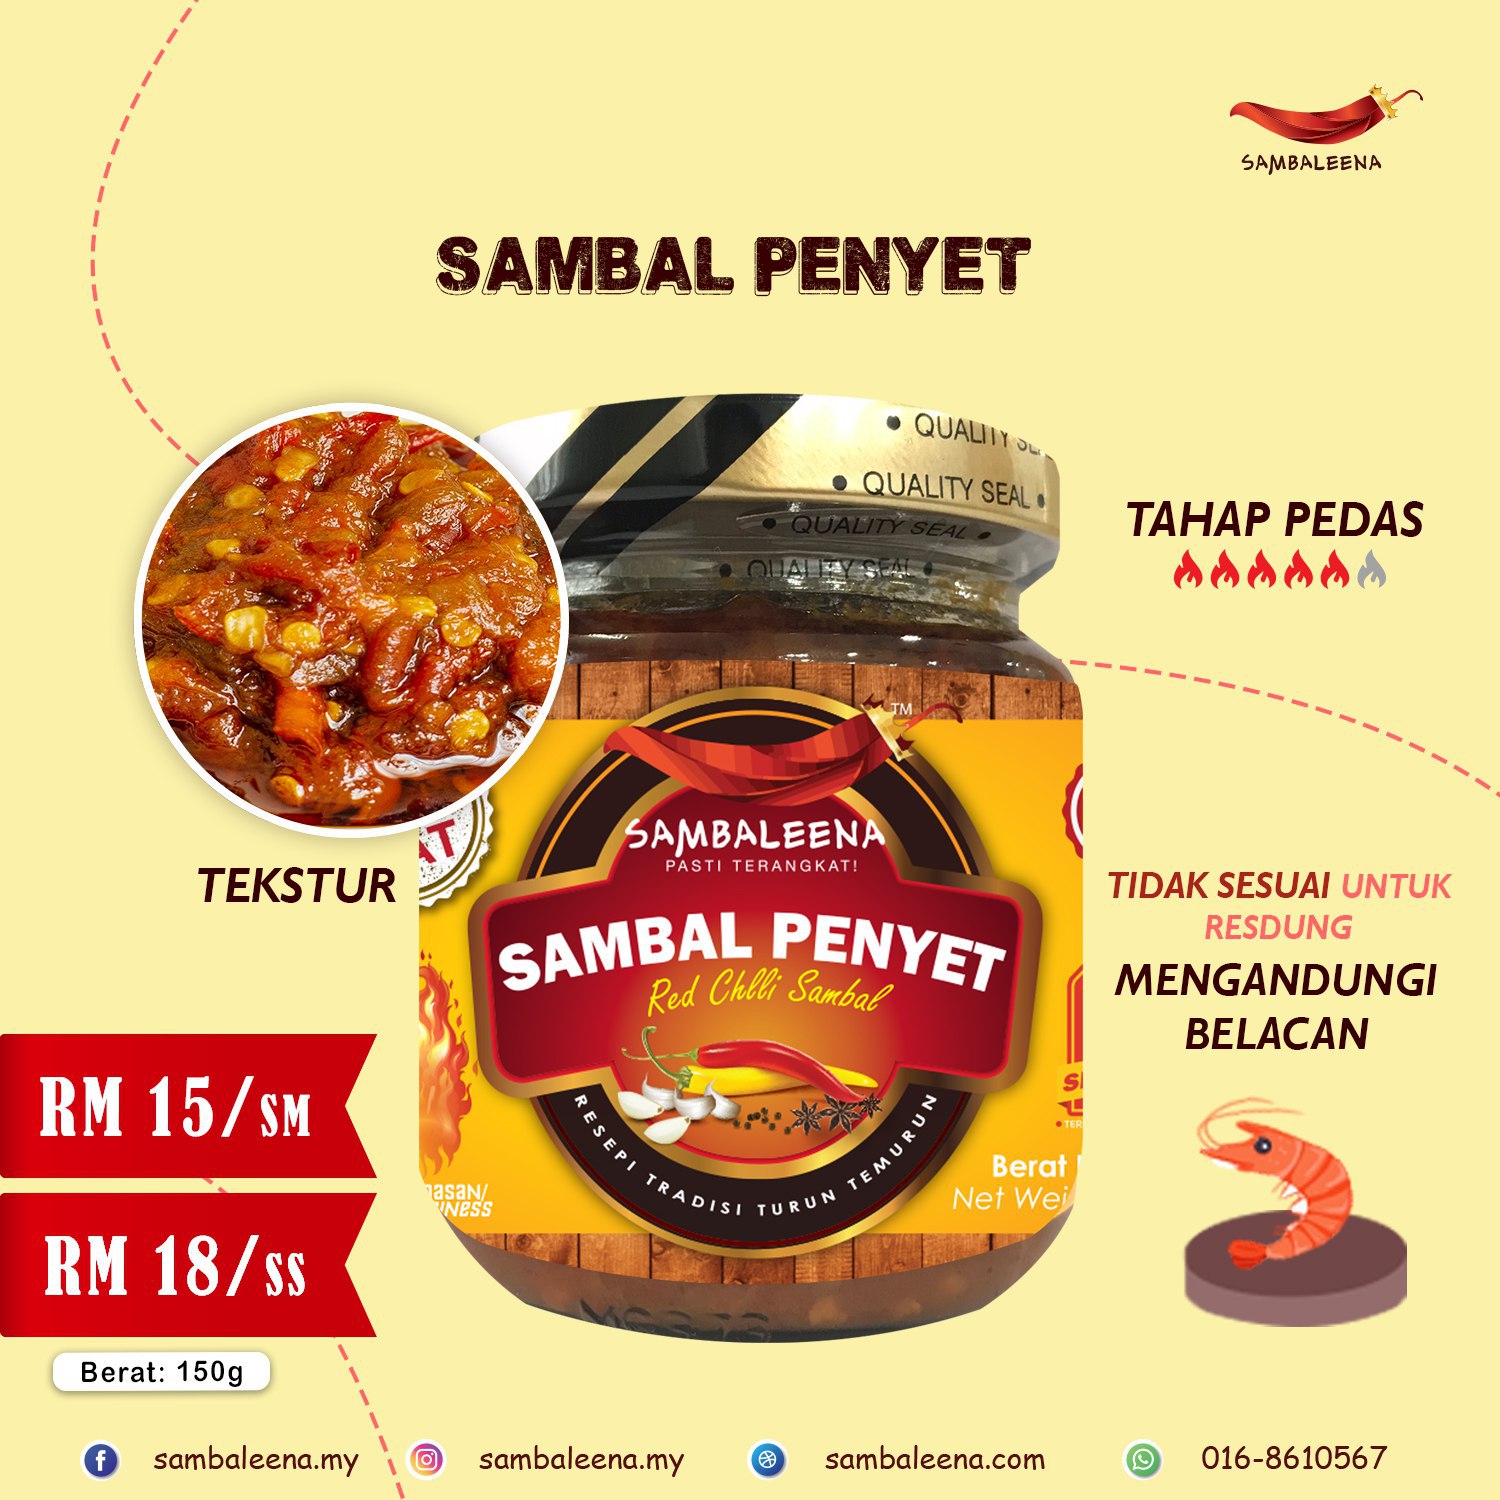 SAMBALEENA
SAMBAL PENYET
QUALITY
QUALITY SEAL
QUALITY SEAL
QUALITY SEAL
TAHAP PEDAS
TM
SAMBALEENA
PASTI TERANGKAT!
SAMBAL PENYET
Red Chlli Sambal
RESEPI TRADISI TURUN TEMURUN
Berat
Net
TEKSTUR
TIDAK SESUAI UNTUK
RESDUNG
MENGANDUNGI
BELACAN
RM 15/SM
RM 18/SS
Berat: 150g
sambaleena.my
sambaleena.my
sambaleena.com
016-8610567